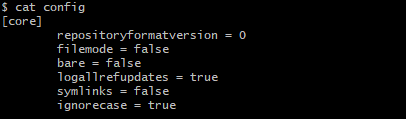 $ cat config
[core]
        repositoryformatversion = 0
        filemode = false
        bare = false
        logallrefupdates = true
        symlinks = false
        ignorecase = true